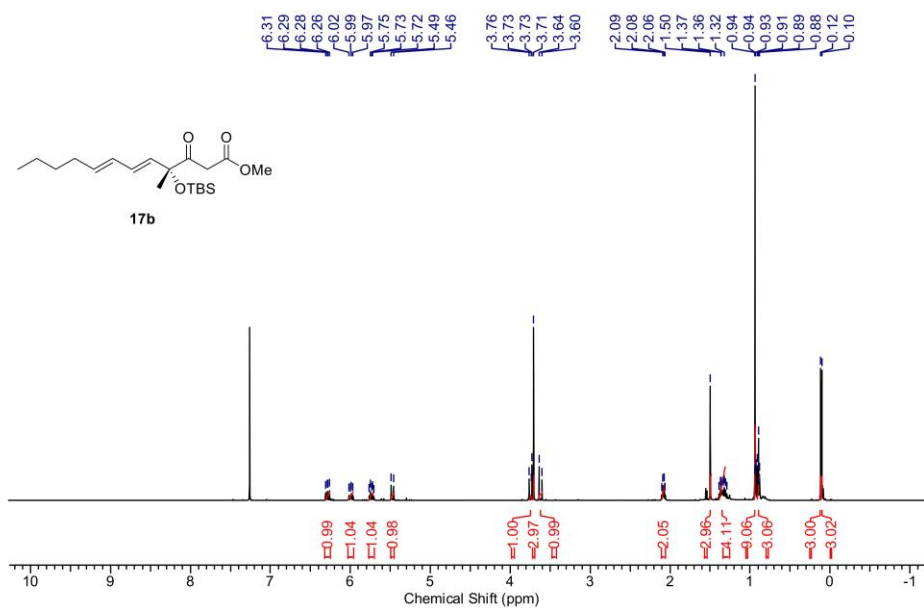 6.31 6.29 6.28 6.26 6.02 5.99 5.97 5.75 5.73 5.72 5.49 5.46 3.76 3.73 3.73 3.71 3.64 3.60 2.09 2.08 2.06 1.50 1.37 1.36 1.32 0.94 0.94 0.93 0.91 0.89 0.88 0.12 0.10
O O
OMe
OTBS
17b
0.99 1.04 1.04 0.98 1.00 2.97 0.99 2.05 2.96 4.11 9.06 3.06 3.00 3.02
10 9 8 7 6 5 4 3 2 1 0 -1
Chemical Shift (ppm)